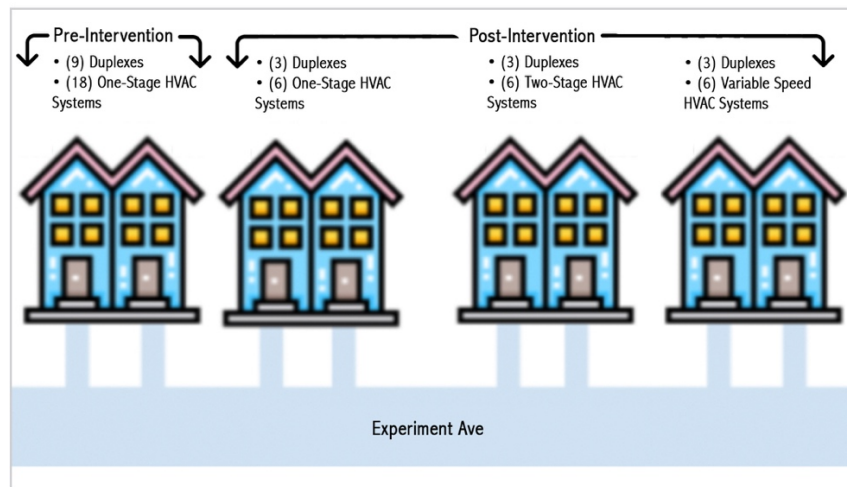 Pre-Intervention
• (9) Duplexes
• (18) One-Stage HVAC
Systems
Post-Intervention
• (3) Duplexes
• (6) One-Stage HVAC
Systems
• (3) Duplexes
• (6) Two-Stage HVAC
Systems
• (3) Duplexes
• (6) Variable Speed
HVAC Systems
Experiment Ave